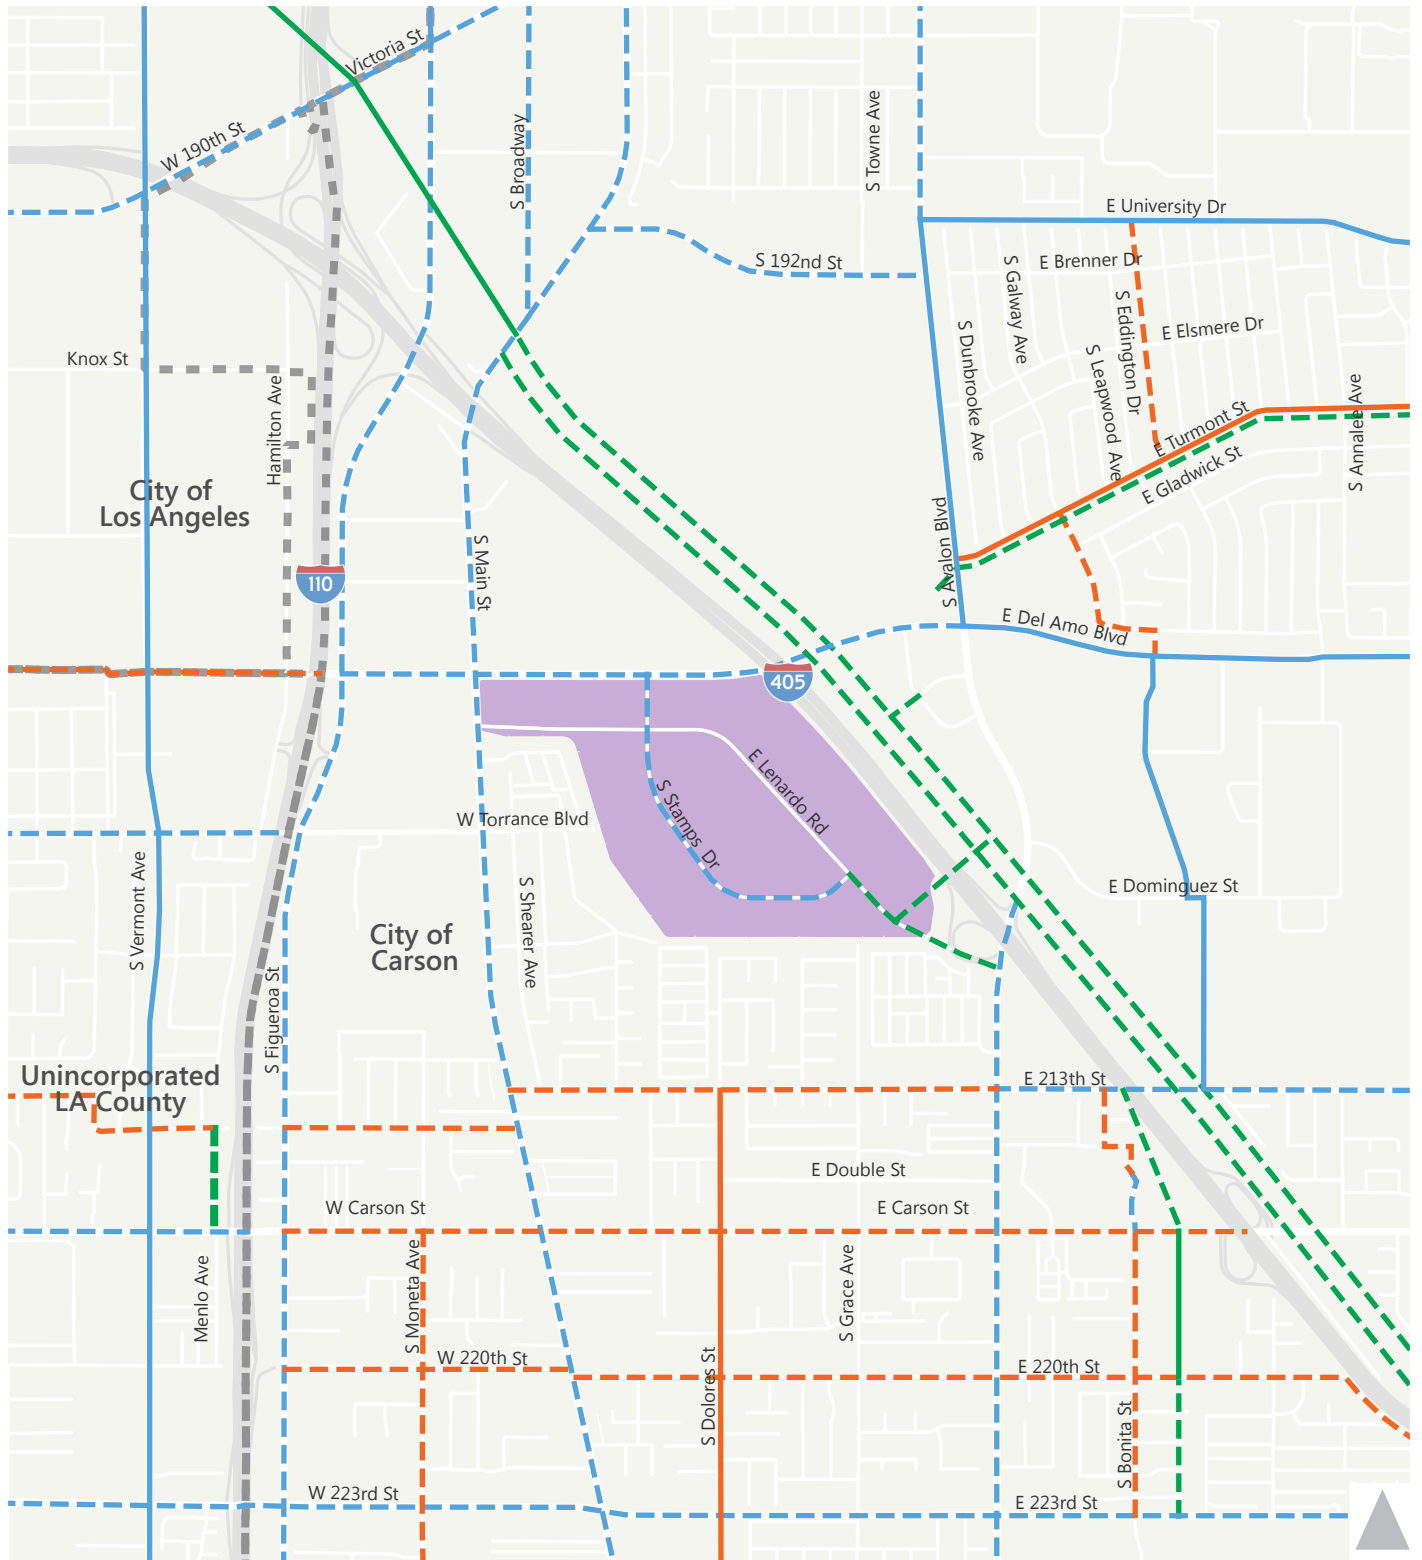 Victoria St
W 190th St
S Broadway
S Towne Ave
E University Dr
S 192nd St
E Brenner Dr
S Galway Ave
S Eddington Dr
E Elsmere Dr
S Dunbrooke Ave
S Leapwood Ave
Knox St
Hamilton Ave
S Annalee Ave
E Turmont St
E Gladwick St
City of
Los Angeles
S Main St
S Avalon Blvd
110
E Del Amo Blvd
405
E Lenardo Rd
S Stamps Dr
W Torrance Blvd
S Vermont Ave
S Shearer Ave
E Dominguez St
City of
Carson
S Figueroa St
Unincorporated
LA County
E 213th St
E Double St
W Carson St
E Carson St
Menlo Ave
S Moneta Ave
S Grace Ave
W 220th St
S Dolores St
E 220th St
S Bonita St
W 223rd St
E 223rd St